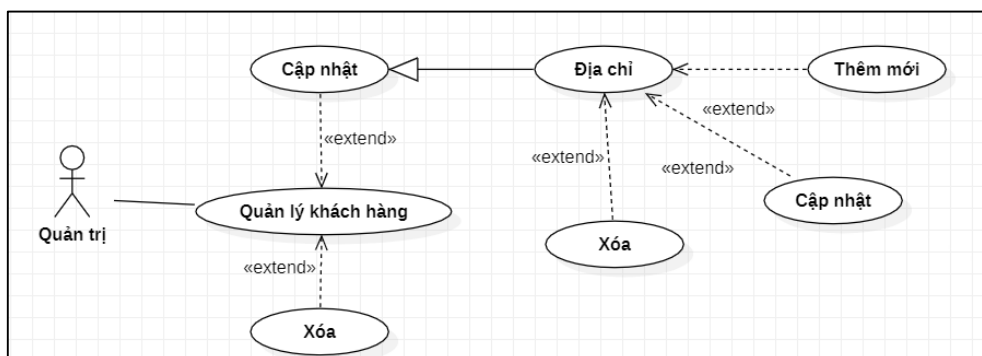 Cập nhật
Địa chỉ
Thêm mới
«extend»
«extend»
«extend»
«extend»
Quản trị
Quản lý khách hàng
Cập nhật
Xóa
«extend»
Xóa